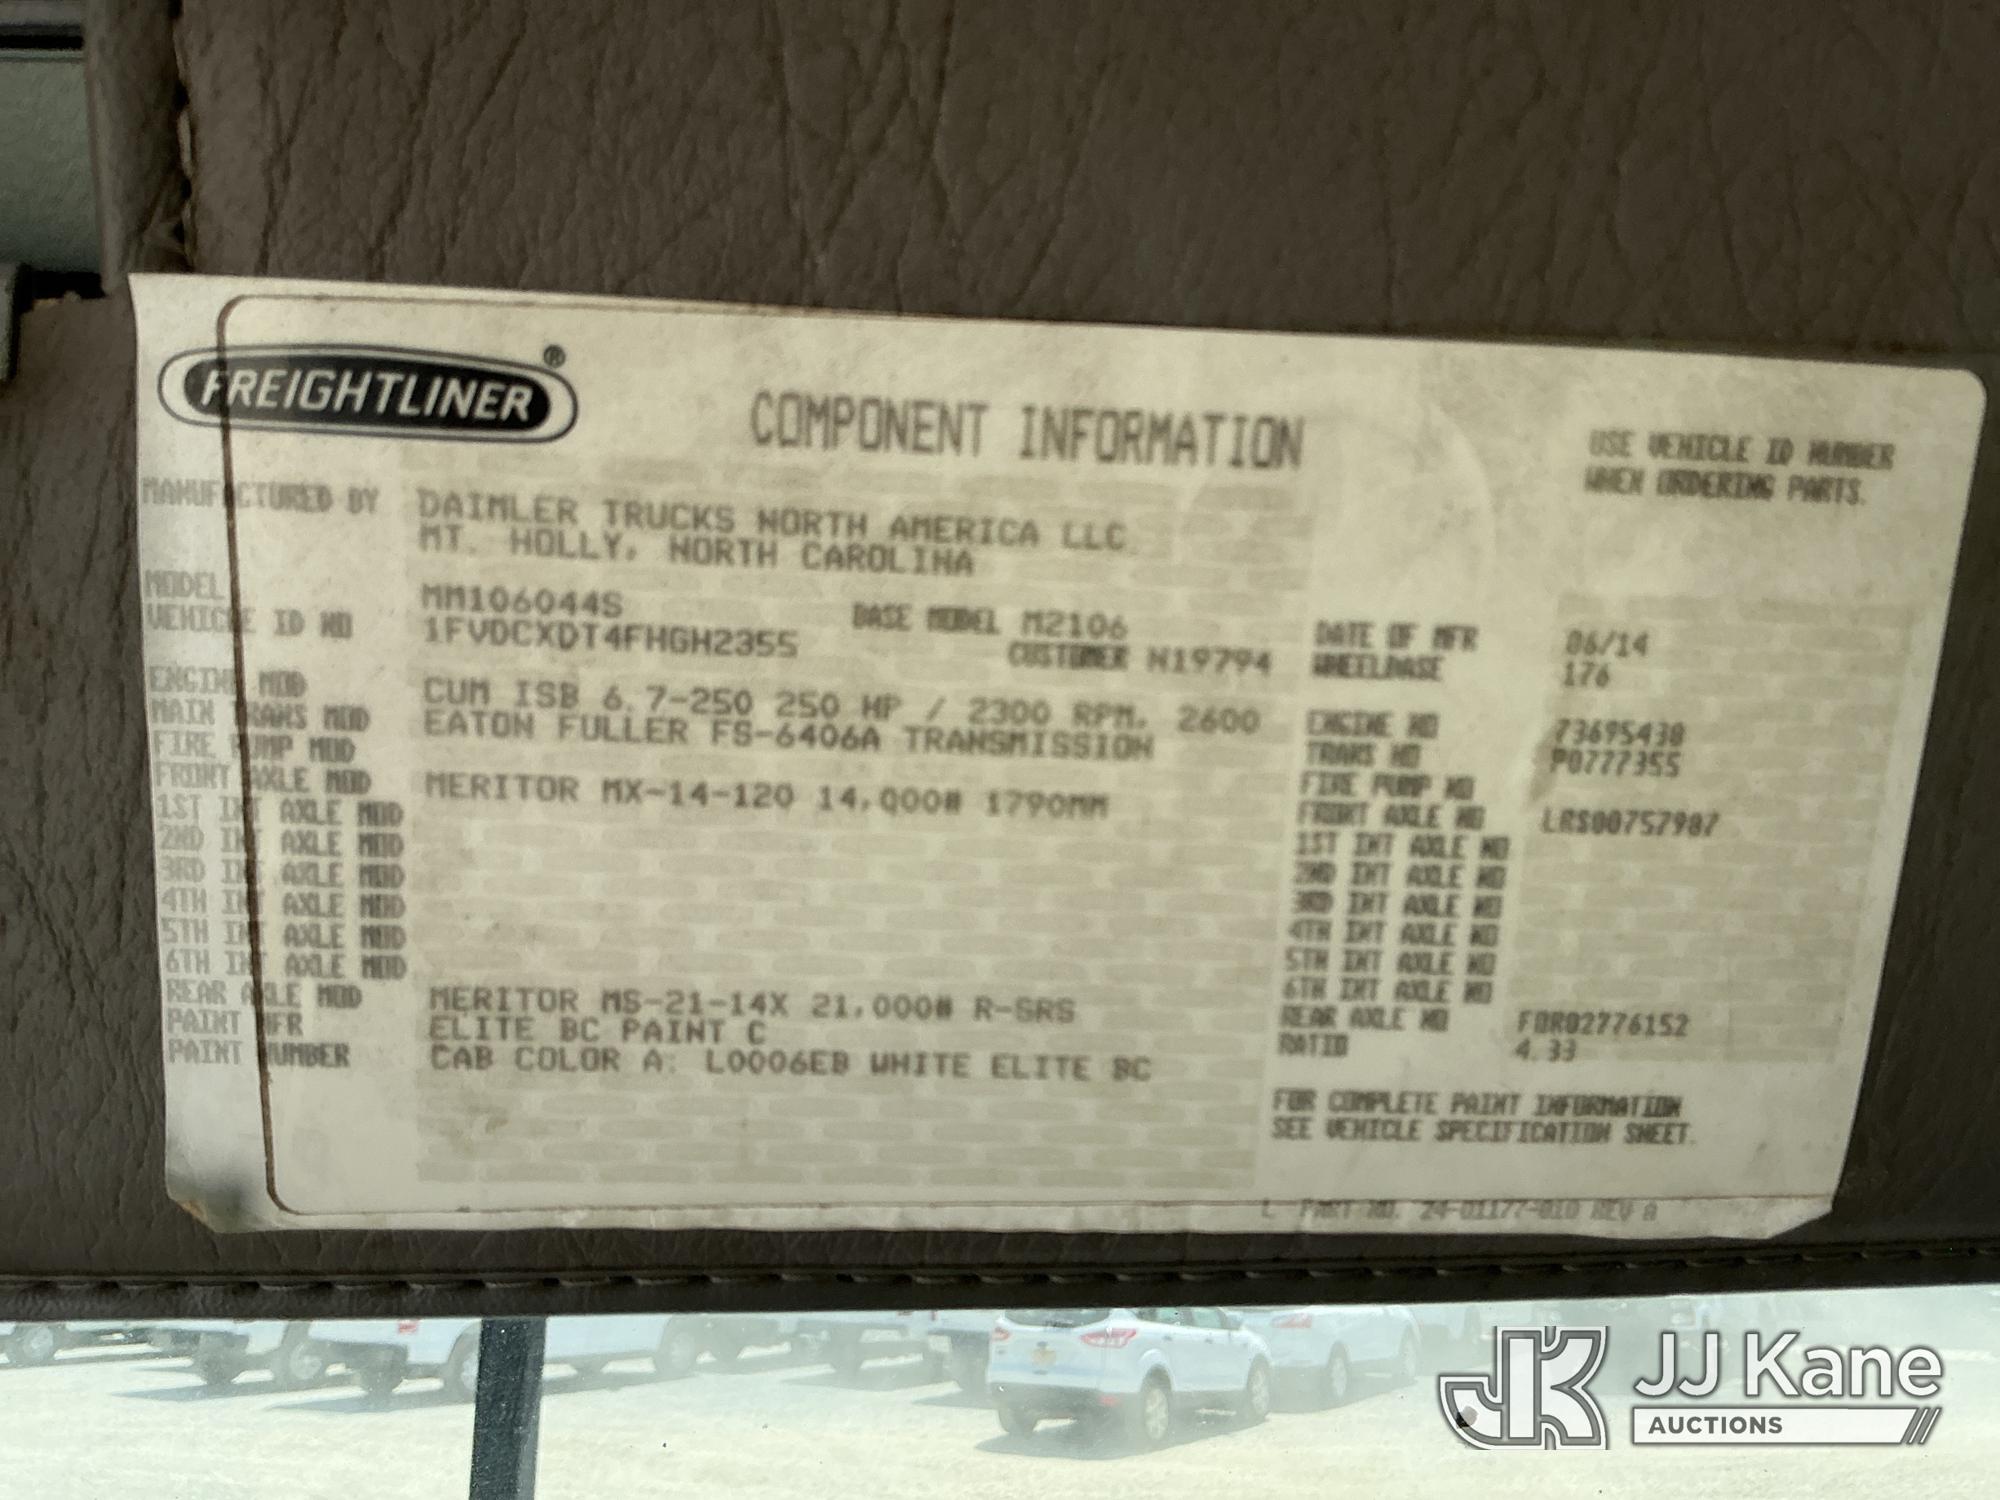 FREIGHTLINER®
COMPONENT INFORMATION
USE VEHICLE ID NUMBER
WHEN ORDERING PARTS.
MANUFACTURED BY DAIMLER TRUCKS NORTH AMERICA LLC
MT. HOLLY, NORTH CAROLINA
MODEL MM106044S BASE MODEL M2106
VEHICLE ID NO 1FVDCXDT4FHGH2355 CUSTOMER N19794
DATE OF MFR 06/14
WHEELBASE 176
ENGINE MOD CUM ISB 6.7-250 250 HP / 2300 RPM, 2600
MAIN TRANS MOD EATON FULLER FS-6406A TRANSMISSION
FIRE PUMP MOD
FRONT AXLE MOD MERITOR MX-14-120 14,000# 1790MM
1ST INT AXLE MOD
2ND INT AXLE MOD
3RD INT AXLE MOD
4TH INT AXLE MOD
5TH INT AXLE MOD
6TH INT AXLE MOD
REAR AXLE MOD MERITOR MS-21-14X 21,000# R-SRS
PAINT MFR ELITE BC PAINT C
PAINT NUMBER CAB COLOR A: L0006EB WHITE ELITE BC
ENGINE NO 73695438
TRANS NO P0777355
FIRE PUMP NO
FRONT AXLE NO LRS00757987
1ST INT AXLE NO
2ND INT AXLE NO
3RD INT AXLE NO
4TH INT AXLE NO
5TH INT AXLE NO
6TH INT AXLE NO
REAR AXLE NO FDR02776152
RATIO 4.33
FOR COMPLETE PAINT INFORMATION
SEE VEHICLE SPECIFICATION SHEET.
L PART NO. 24-01177-010 REV A
JK JJ Kane
AUCTIONS